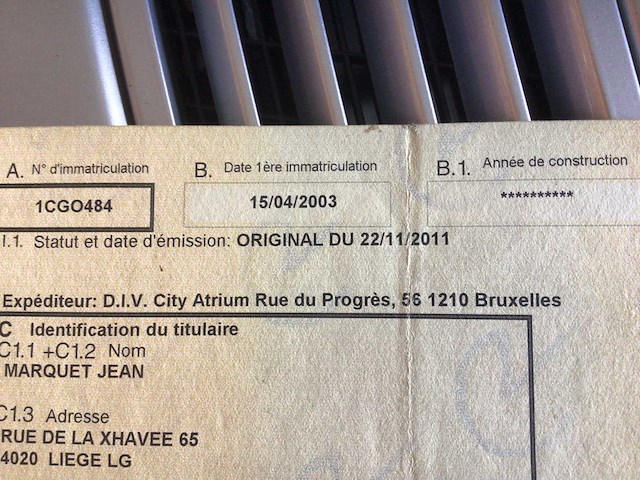 A. N° d'immatriculation B. Date 1ère immatriculation B.1. Année de construction
1CGO484 15/04/2003 **********
I.1. Statut et date d'émission: ORIGINAL DU 22/11/2011
Expéditeur: D.I.V. City Atrium Rue du Progrès, 56 1210 Bruxelles
C Identification du titulaire
C1.1 +C1.2 Nom
MARQUET JEAN
C1.3 Adresse
RUE DE LA XHAVEE 65
4020 LIEGE LG